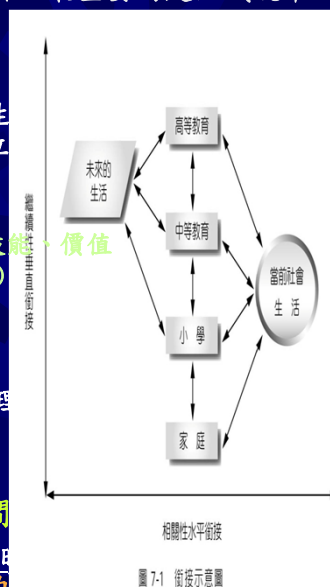 高等教育
未來的
生活
中等教育
繼續性垂直銜接
能、價值
當前社會
生 活
小 學
家 庭
相關性水平銜接
圖 7-1 銜接示意圖